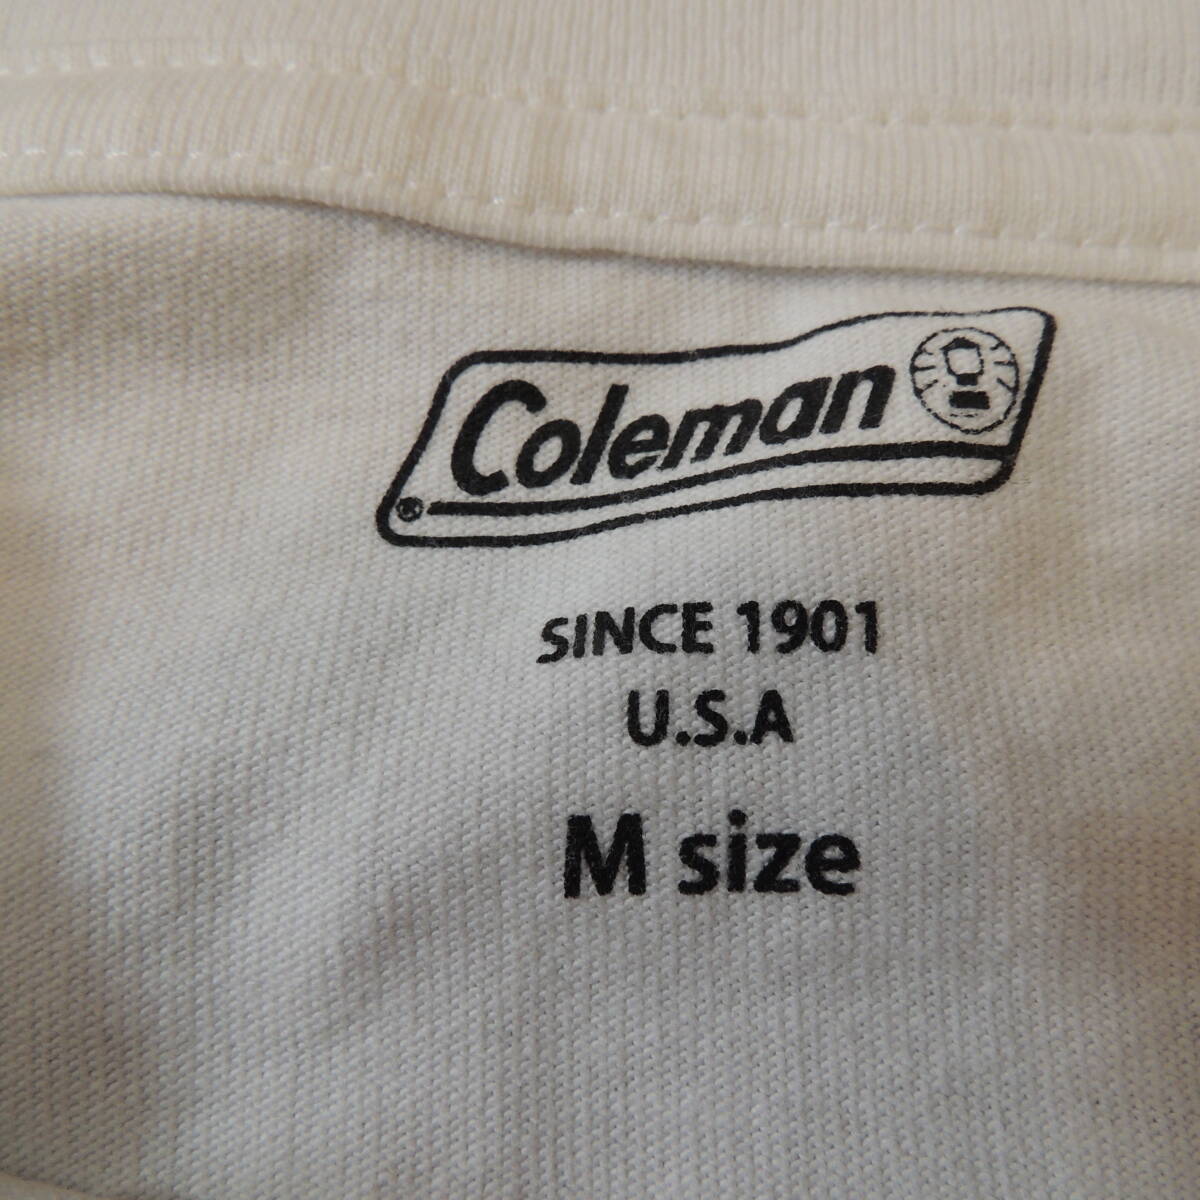 Coleman
®
SINCE 1901
U.S.A
M size